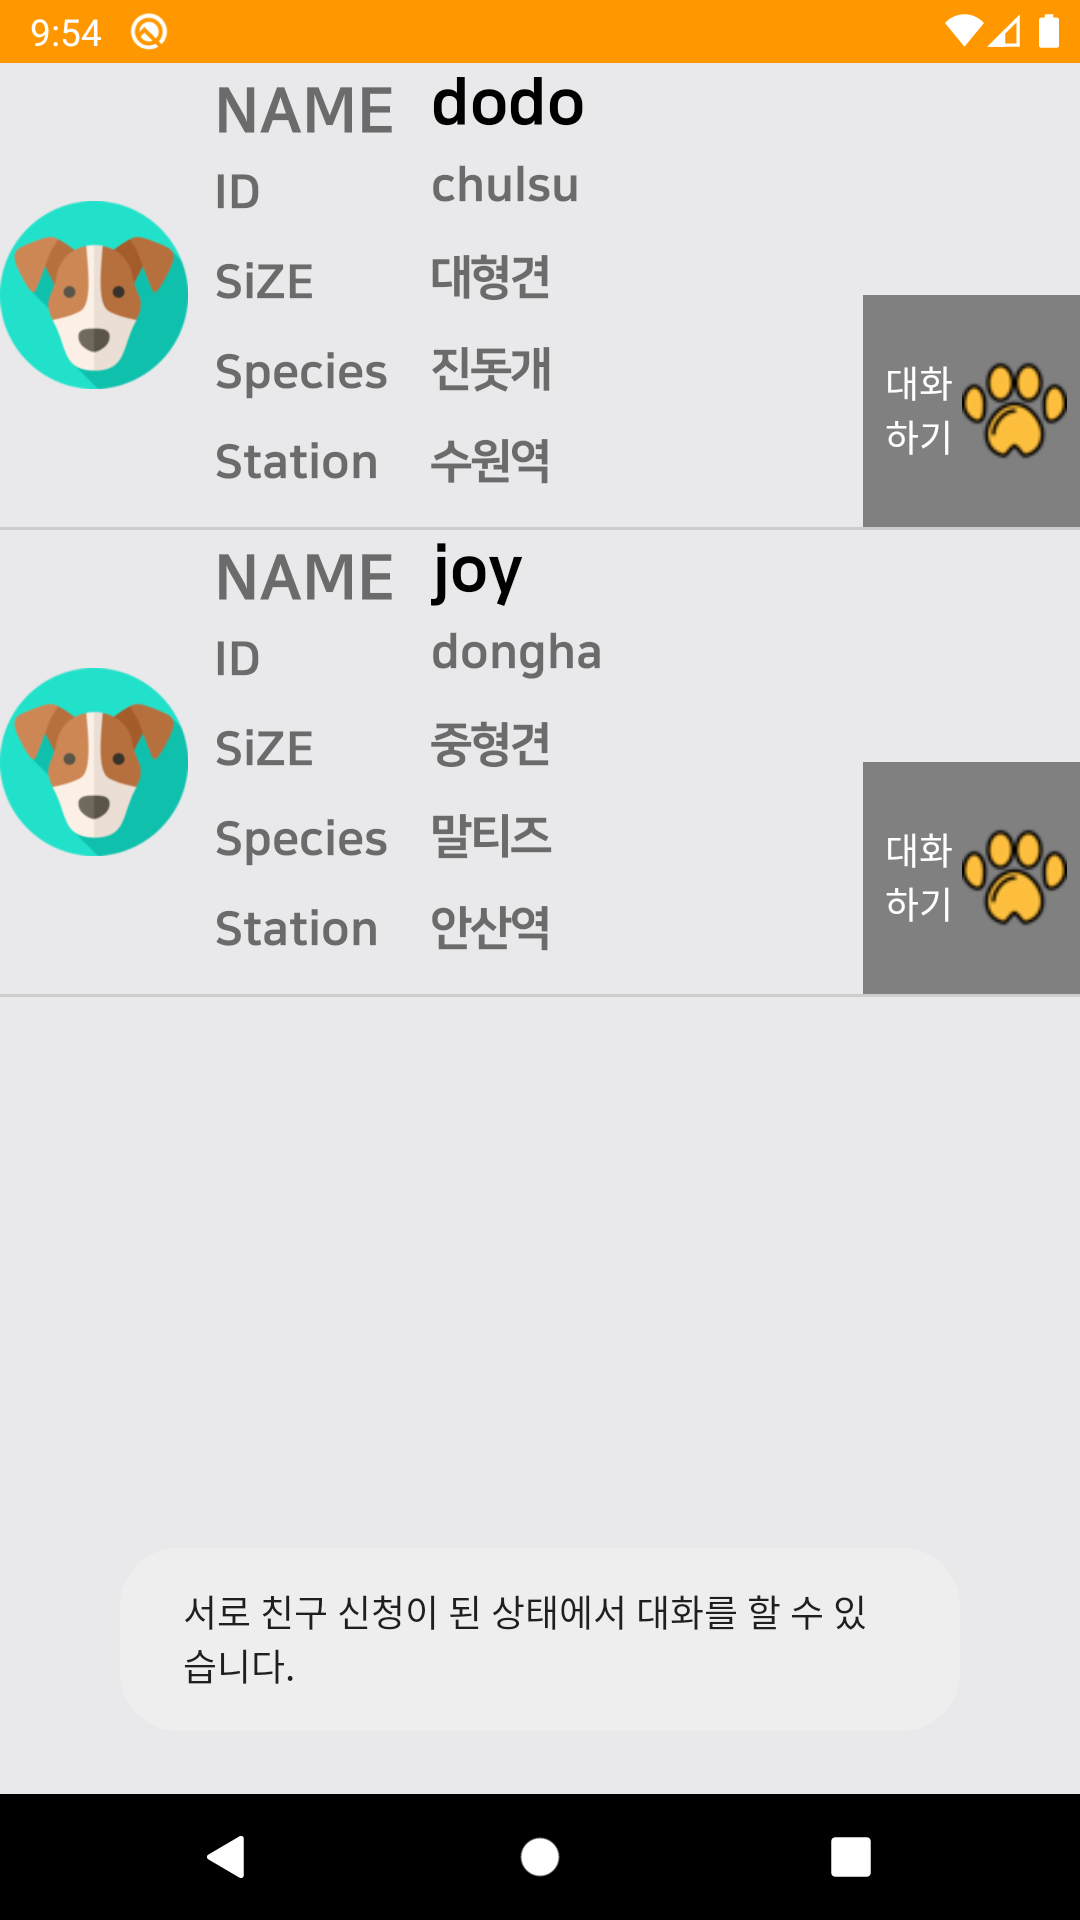 9:54
NAME dodo
ID chulsu
SiZE 대형견
Species 진돗개
Station 수원역
대화
하기
NAME joy
ID dongha
SiZE 중형견
Species 말티즈
Station 안산역
대화
하기
서로 친구 신청이 된 상태에서 대화를 할 수 있
습니다.